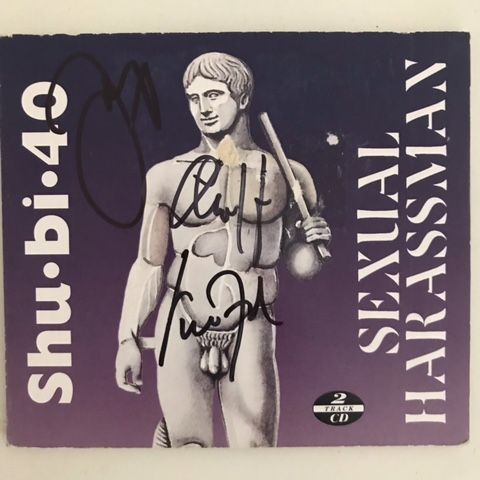 Shu·bi·40
SEXUAL
HARASSMAN
2
TRACK
CD